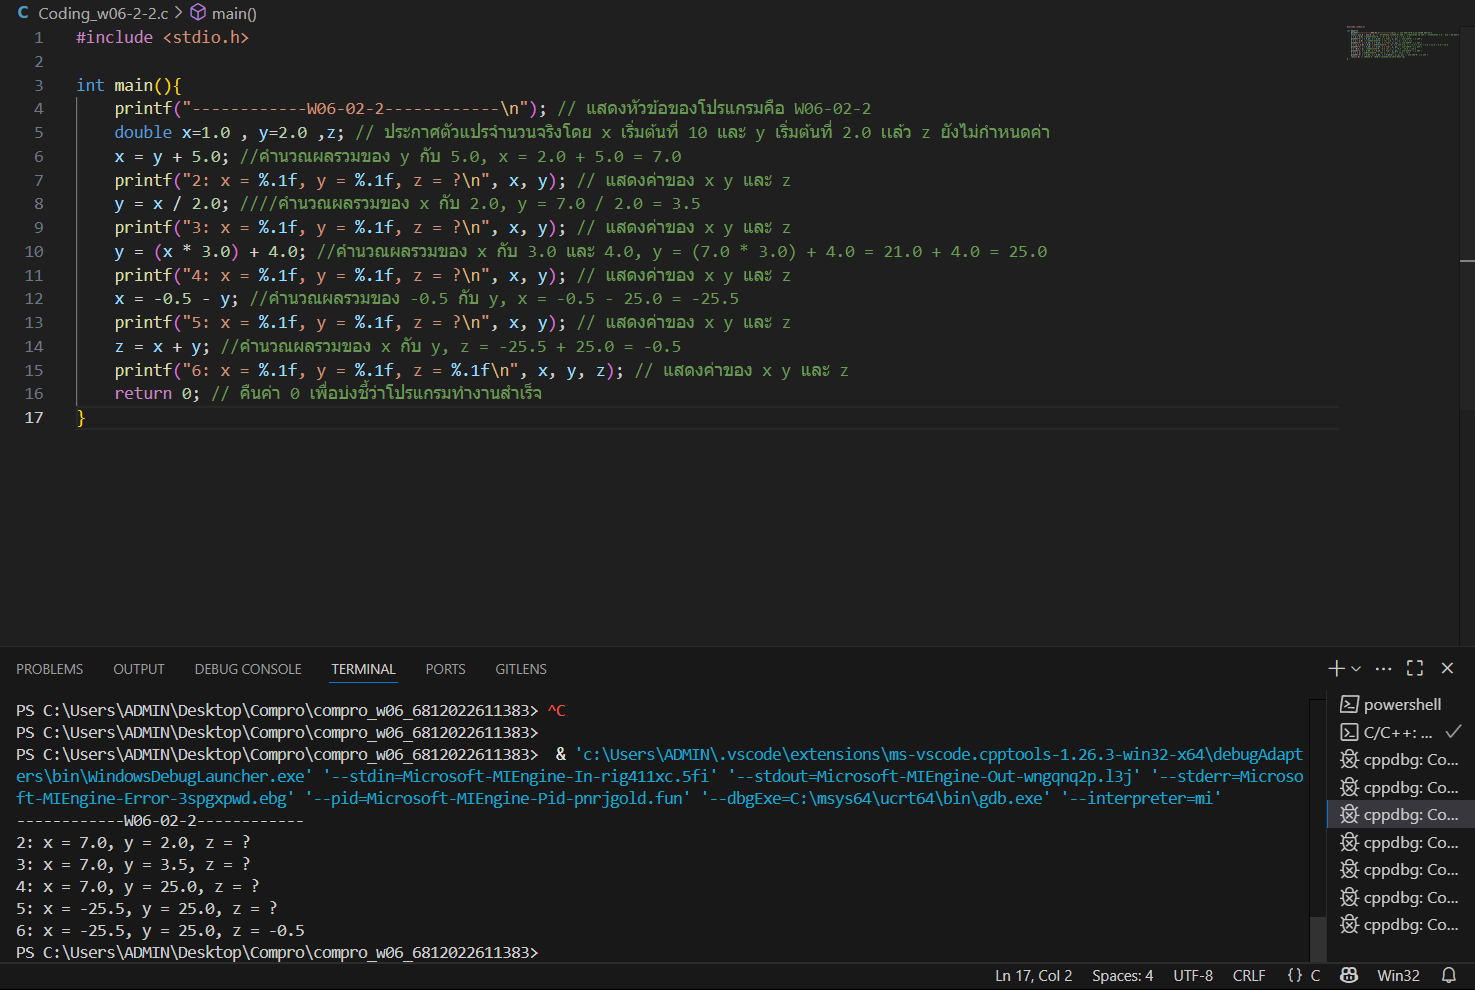 Coding_w06-2-2.c > main()
1 #include <stdio.h>
2
3 int main(){
4 printf("------------W06-02-2------------\n"); // แสดงหัวข้อของโปรแกรมคือ W06-02-2
5 double x=1.0 , y=2.0 ,z; // ประกาศตัวแปรจำนวนจริงโดย x เริ่มต้นที่ 10 และ y เริ่มต้นที่ 2.0 แล้ว z ยังไม่กำหนดค่า
6 x = y + 5.0; //คำนวณผลรวมของ y กับ 5.0, x = 2.0 + 5.0 = 7.0
7 printf("2: x = %.1f, y = %.1f, z = ?\n", x, y); // แสดงค่าของ x y และ z
8 y = x / 2.0; ////คำนวณผลรวมของ x กับ 2.0, y = 7.0 / 2.0 = 3.5
9 printf("3: x = %.1f, y = %.1f, z = ?\n", x, y); // แสดงค่าของ x y และ z
10 y = (x * 3.0) + 4.0; //คำนวณผลรวมของ x กับ 3.0 และ 4.0, y = (7.0 * 3.0) + 4.0 = 21.0 + 4.0 = 25.0
11 printf("4: x = %.1f, y = %.1f, z = ?\n", x, y); // แสดงค่าของ x y และ z
12 x = -0.5 - y; //คำนวณผลรวมของ -0.5 กับ y, x = -0.5 - 25.0 = -25.5
13 printf("5: x = %.1f, y = %.1f, z = ?\n", x, y); // แสดงค่าของ x y และ z
14 z = x + y; //คำนวณผลรวมของ x กับ y, z = -25.5 + 25.0 = -0.5
15 printf("6: x = %.1f, y = %.1f, z = %.1f\n", x, y, z); // แสดงค่าของ x y และ z
16 return 0; // คืนค่า 0 เพื่อบ่งชี้ว่าโปรแกรมทำงานสำเร็จ
17 }
PROBLEMS OUTPUT DEBUG CONSOLE TERMINAL PORTS GITLENS
PS C:\Users\ADMIN\Desktop\Compro\compro_w06_6812022611383> ^C
PS C:\Users\ADMIN\Desktop\Compro\compro_w06_6812022611383>
PS C:\Users\ADMIN\Desktop\Compro\compro_w06_6812022611383> & 'c:\Users\ADMIN\.vscode\extensions\ms-vscode.cpptools-1.26.3-win32-x64\debugAdapt
ers\bin\WindowsDebugLauncher.exe' '--stdin=Microsoft-MIEngine-In-rig411xc.5fi' '--stdout=Microsoft-MIEngine-Out-wngqnq2p.l3j' '--stderr=Microso
ft-MIEngine-Error-3spgxpwd.ebg' '--pid=Microsoft-MIEngine-Pid-pnrjgold.fun' '--dbgExe=C:\msys64\ucrt64\bin\gdb.exe' '--interpreter=mi'
------------W06-02-2------------
2: x = 7.0, y = 2.0, z = ?
3: x = 7.0, y = 3.5, z = ?
4: x = 7.0, y = 25.0, z = ?
5: x = -25.5, y = 25.0, z = ?
6: x = -25.5, y = 25.0, z = -0.5
PS C:\Users\ADMIN\Desktop\Compro\compro_w06_6812022611383>
powershell
C/C++: ...
cppdbg: Co...
cppdbg: Co...
cppdbg: Co...
cppdbg: Co...
cppdbg: Co...
cppdbg: Co...
cppdbg: Co...
Ln 17, Col 2 Spaces: 4 UTF-8 CRLF {} C Win32